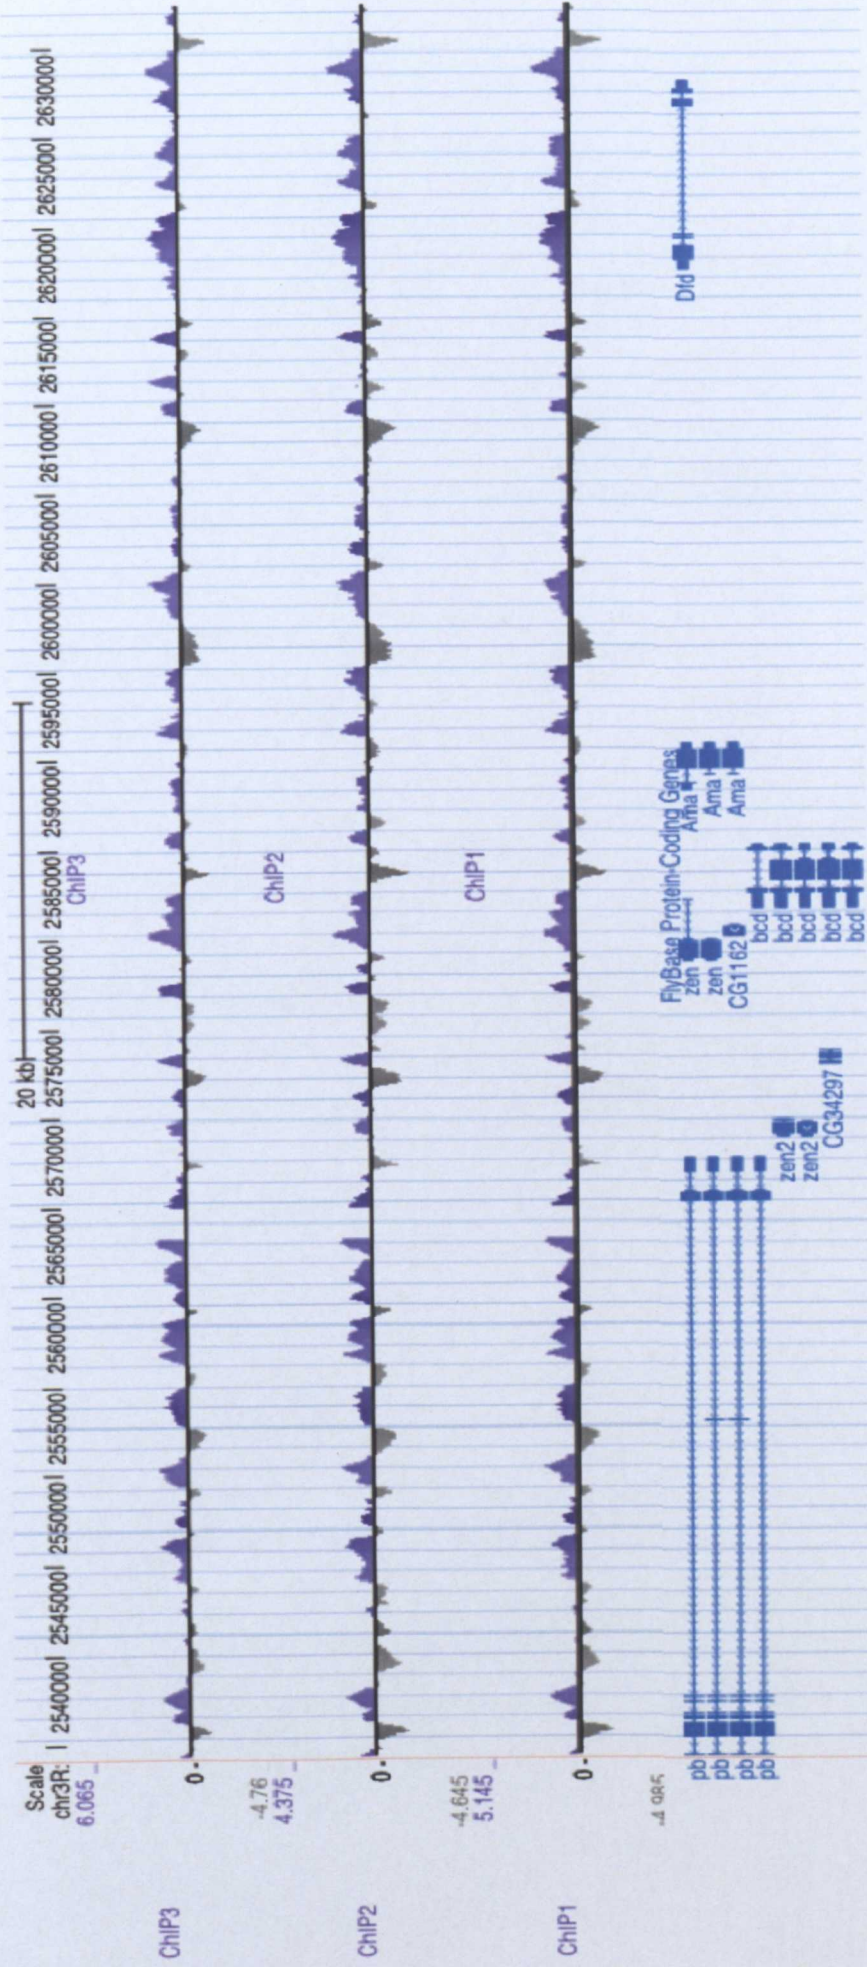 Scale
20 kb
chr3R: | 2540000| 2545000| 2550000| 2555000| 2560000| 2565000| 2570000| 2575000| 2580000| 2585000| 2590000| 2595000| 2600000| 2605000| 2610000| 2615000| 2620000| 2625000| 2630000|
ChIP3
6.065 _
ChIP3
0 -
-4.76
ChIP2
4.375 _
ChIP2
0 -
-4.645
ChIP1
5.145 _
ChIP1
0 -
-4.985
FlyBase Protein-Coding Genes
pb
zen
Ama
Dfd
pb
zen
Ama
pb
CG1162
Ama
pb
bcd
zen2
bcd
zen2
bcd
CG34297
bcd
bcd